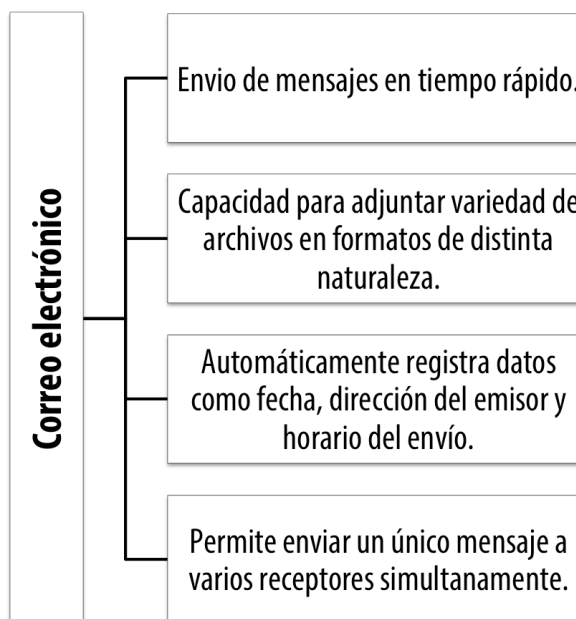 Correo electrónico
Envio de mensajes en tiempo rápido.
Capacidad para adjuntar variedad de
archivos en formatos de distinta
naturaleza.
Automáticamente registra datos
como fecha, dirección del emisor y
horario del envío.
Permite enviar un único mensaje a
varios receptores simultanamente.